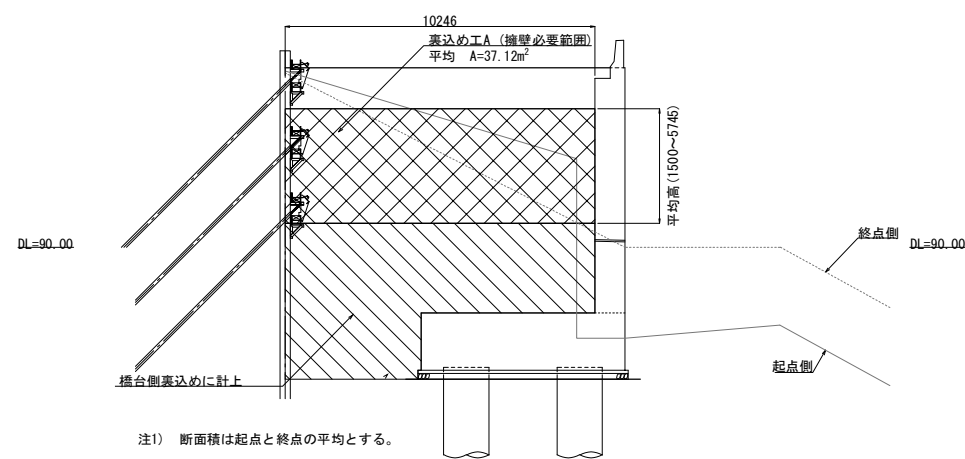 10246
裏込め工A (擁壁必要範囲)
平均 A=37.12m²
平均高(1500~5745)
DL=90.00
終点側
DL=90.00
起点側
橋台側裏込めに計上
注1) 断面積は起点と終点の平均とする。